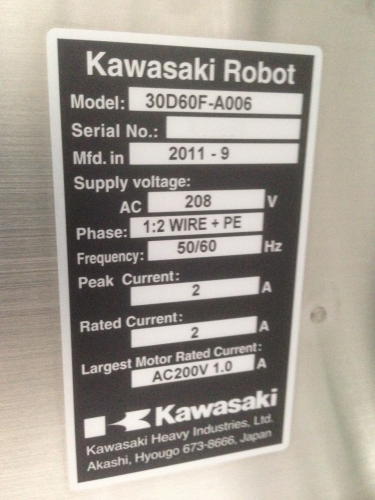 Kawasaki Robot
Model: 30D60F-A006
Serial No.:
Mfd. in 2011 - 9
Supply voltage:
AC 208 V
Phase: 1:2 WIRE + PE
Frequency: 50/60 Hz
Peak Current:
2 A
Rated Current:
2 A
Largest Motor Rated Current:
AC200V 1.0 A
Kawasaki
Kawasaki Heavy Industries, Ltd.
Akashi, Hyogo 673-8666, Japan